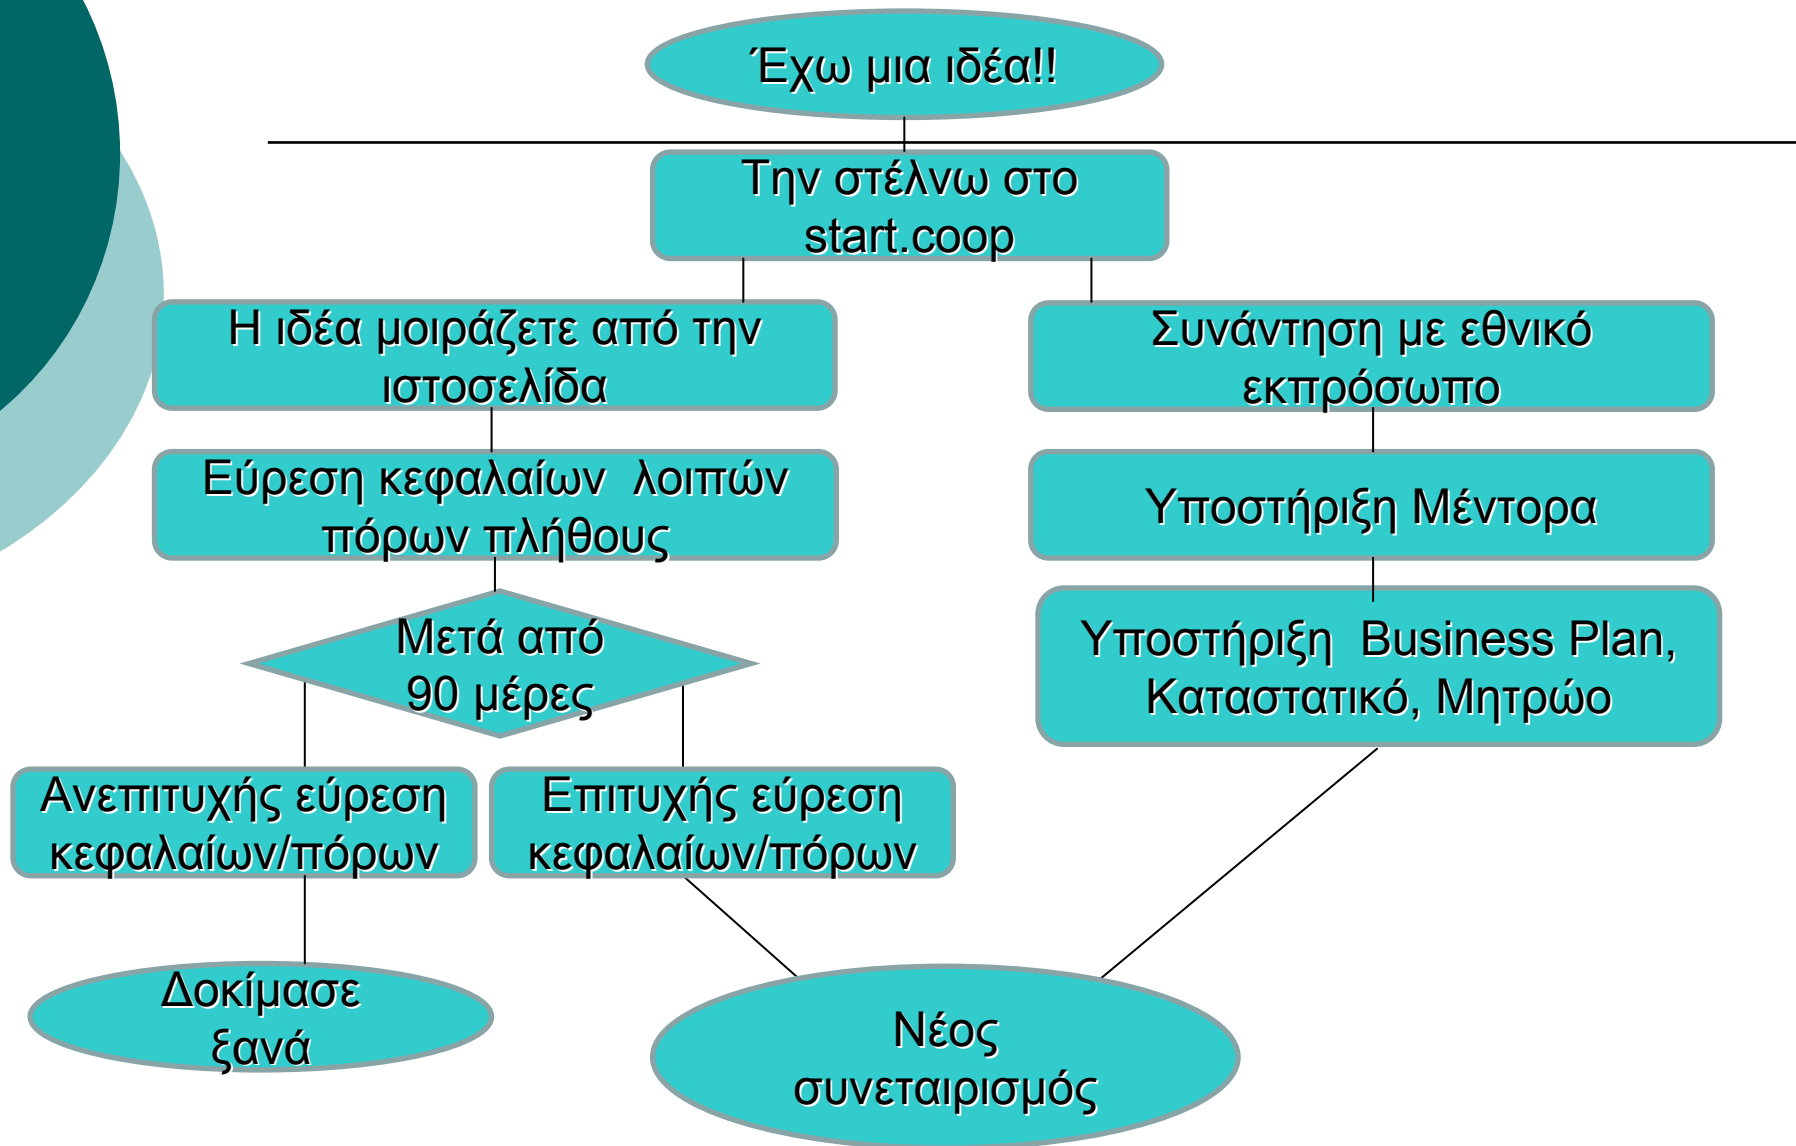 Έχω μια ιδέα!!
Την στέλνω στο
start.coop
Η ιδέα μοιράζετε από την
ιστοσελίδα
Συνάντηση με εθνικό
εκπρόσωπο
Εύρεση κεφαλαίων λοιπών
πόρων πλήθους
Υποστήριξη Μέντορα
Μετά από
90 μέρες
Υποστήριξη Business Plan,
Καταστατικό, Μητρώο
Ανεπιτυχής εύρεση
κεφαλαίων/πόρων
Επιτυχής εύρεση
κεφαλαίων/πόρων
Δοκίμασε
ξανά
Νέος
συνεταιρισμός